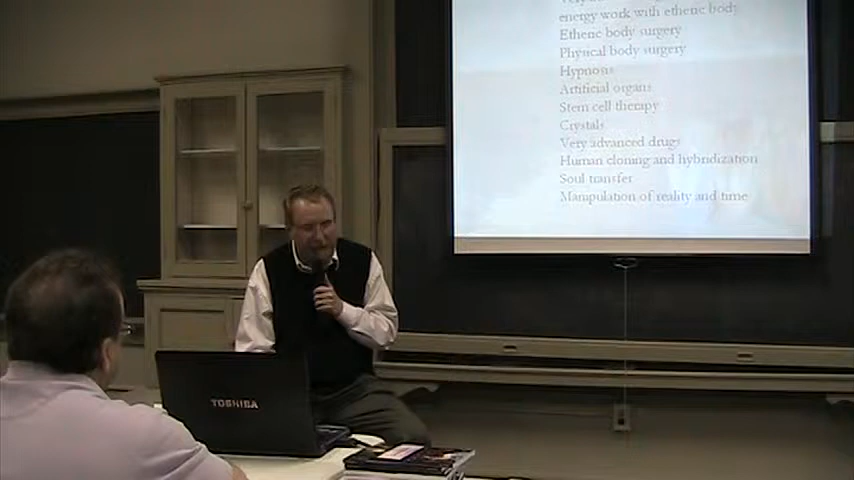 energy work with etheric body
Etheric body surgery
Physical body surgery
Hypnosis
Artificial organs
Stem cell therapy
Crystals
Very advanced drugs
Human cloning and hybridization
Soul transfer
Manipulation of reality and time
TOSHIBA